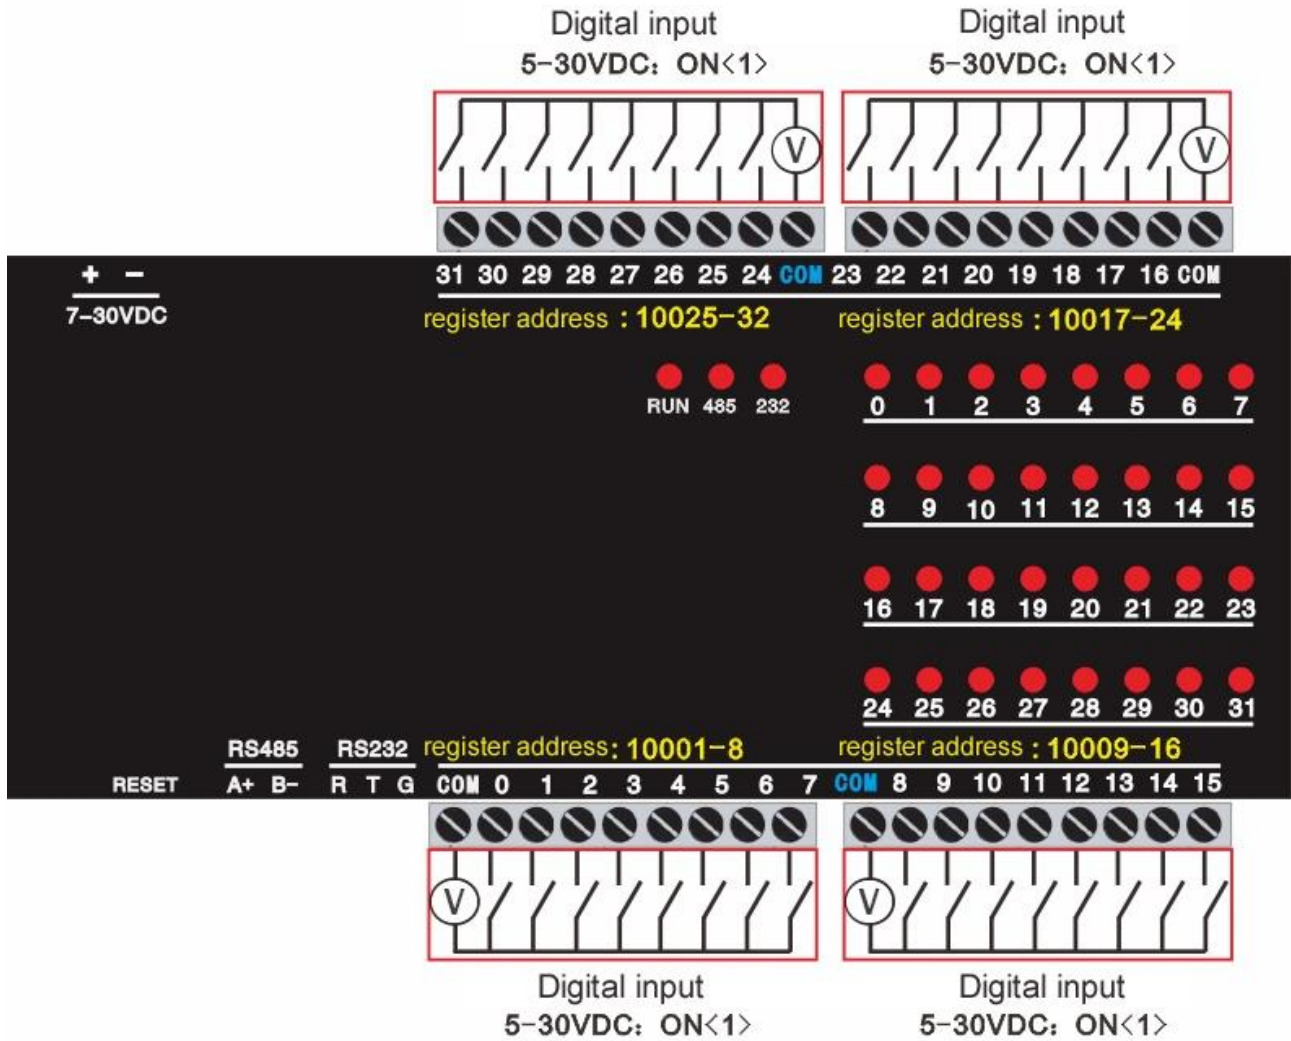 Digital input
5-30VDC: ON<1>
Digital input
5-30VDC: ON<1>
V
V
+ -
7-30VDC
31 30 29 28 27 26 25 24 COM 23 22 21 20 19 18 17 16 COM
register address : 10025-32
register address : 10017-24
RUN 485 232
0 1 2 3 4 5 6 7
8 9 10 11 12 13 14 15
16 17 18 19 20 21 22 23
24 25 26 27 28 29 30 31
RS485 RS232
register address: 10001-8
register address : 10009-16
RESET A+ B- R T G COM 0 1 2 3 4 5 6 7 COM 8 9 10 11 12 13 14 15
V
V
Digital input
5-30VDC: ON<1>
Digital input
5-30VDC: ON<1>